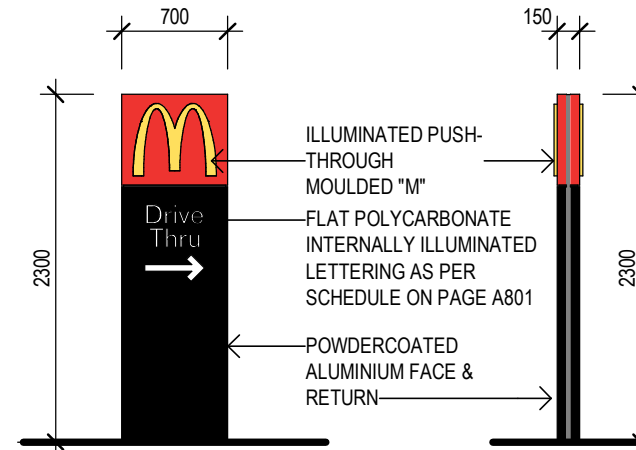 700
150
2300
Drive
Thru
ILLUMINATED PUSH-
THROUGH
MOULDED "M"
FLAT POLYCARBONATE
INTERNALLY ILLUMINATED
LETTERING AS PER
SCHEDULE ON PAGE A801
POWDERCOATED
ALUMINIUM FACE &
RETURN
2300